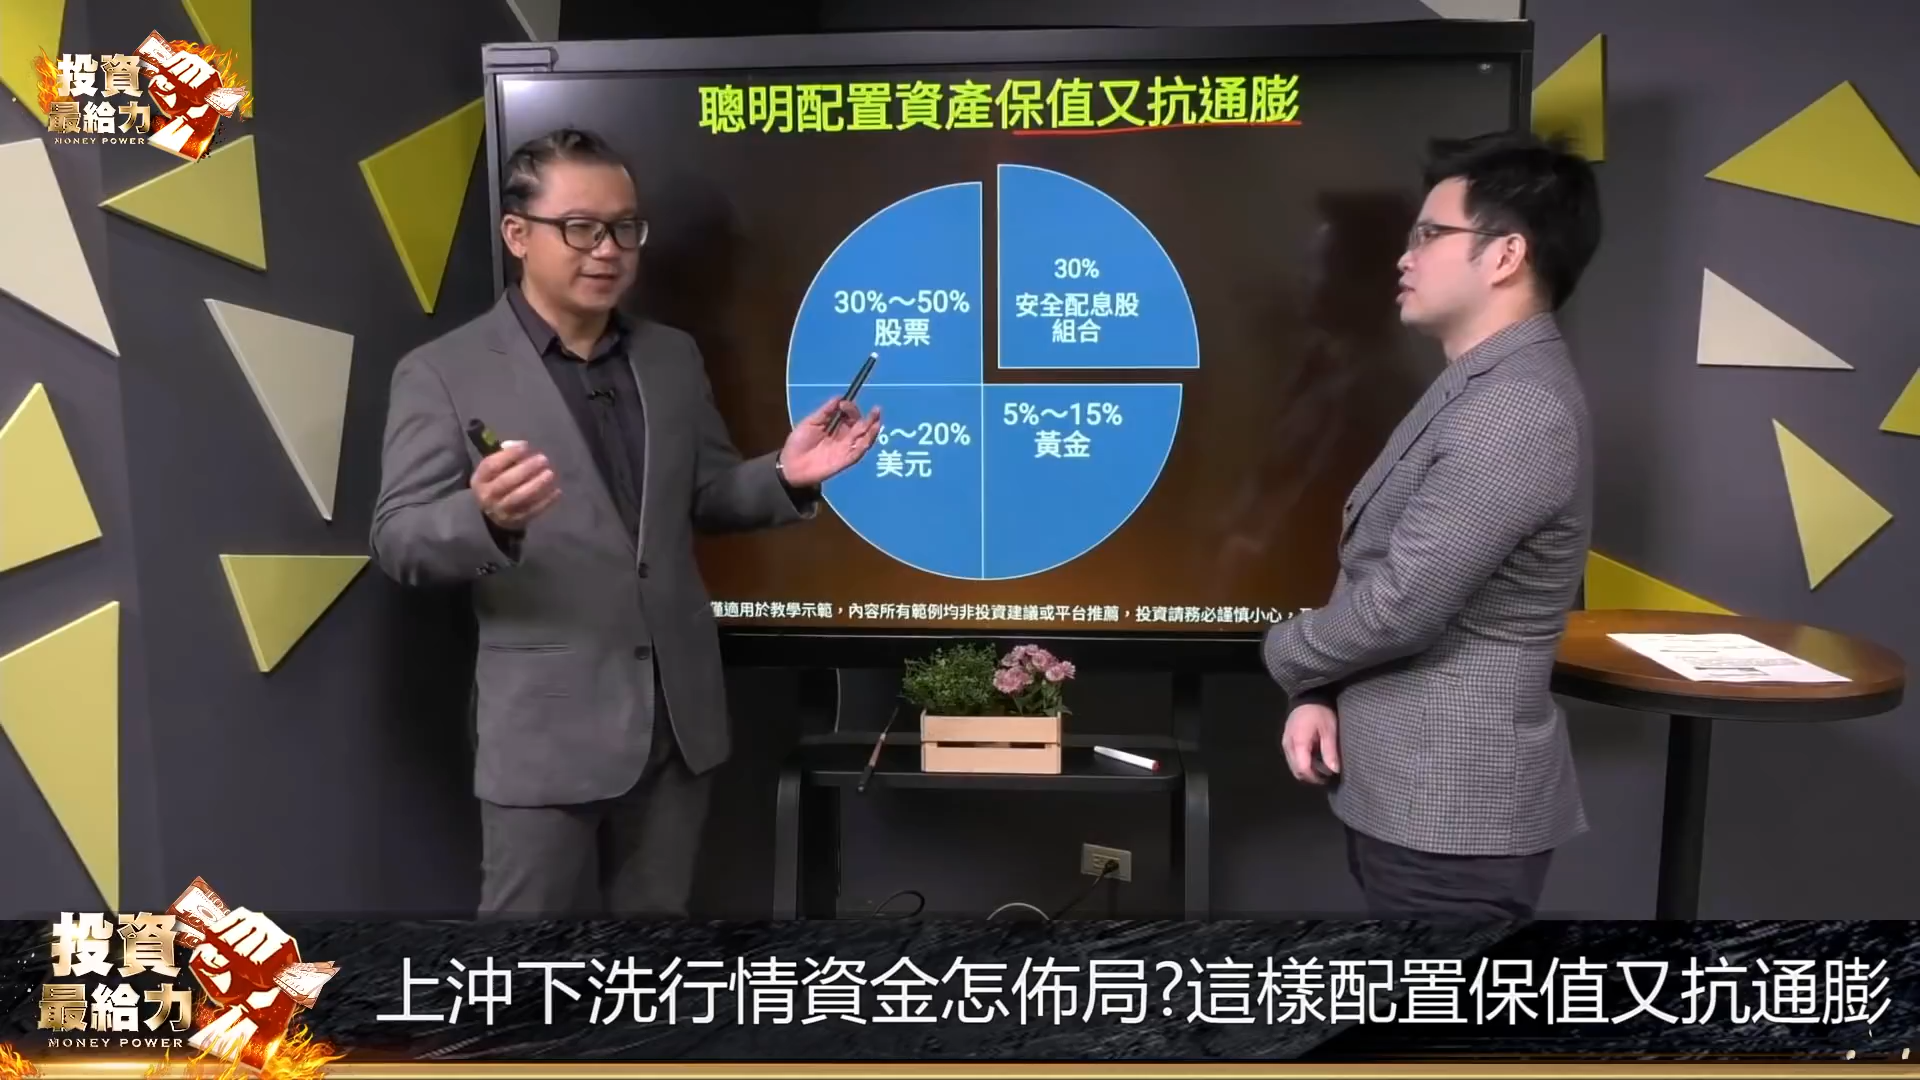 投資
最給力
MONEY POWER
聰明配置資產保值又抗通膨
30%～50%
股票
30%
安全配息股
組合
%～20%
美元
5%～15%
黃金
僅適用於教學示範，內容所有範例均非投資建議或平台推薦，投資請務必謹慎小心，
投資
最給力
MONEY POWER
上沖下洗行情資金怎佈局?這樣配置保值又抗通膨